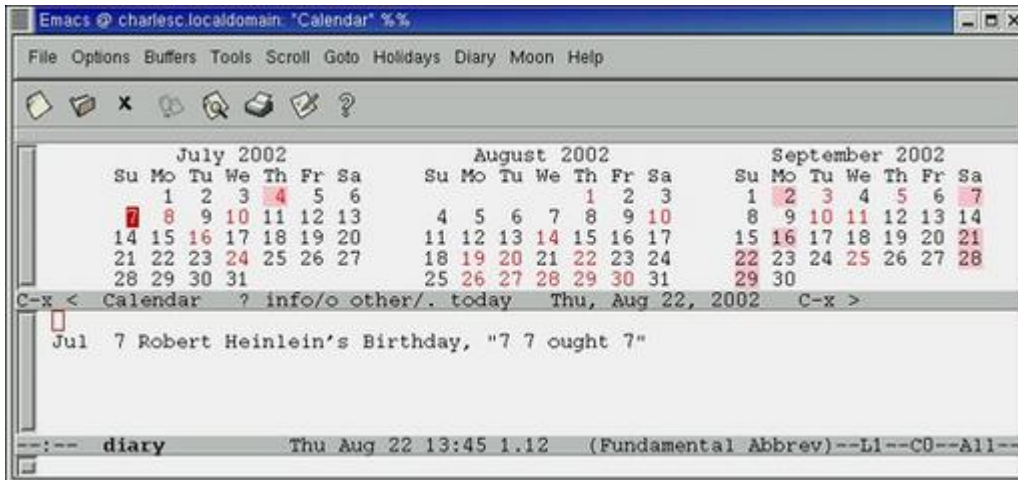 Emacs @ charlesc.localdomain: "Calendar" %%
File Options Buffers Tools Scroll Goto Holidays Diary Moon Help
July 2002 August 2002 September 2002
Su Mo Tu We Th Fr Sa Su Mo Tu We Th Fr Sa Su Mo Tu We Th Fr Sa
1 2 3 4 5 6 1 2 3 1 2 3 4 5 6 7
7 8 9 10 11 12 13 4 5 6 7 8 9 10 8 9 10 11 12 13 14
14 15 16 17 18 19 20 11 12 13 14 15 16 17 15 16 17 18 19 20 21
21 22 23 24 25 26 27 18 19 20 21 22 23 24 22 23 24 25 26 27 28
28 29 30 31 25 26 27 28 29 30 31 29 30
C-x < Calendar ? info/o other/. today Thu, Aug 22, 2002 C-x >
Jul 7 Robert Heinlein's Birthday, "7 7 ought 7"
--:-- diary Thu Aug 22 13:45 1.12 (Fundamental Abbrev)--L1--C0--All--